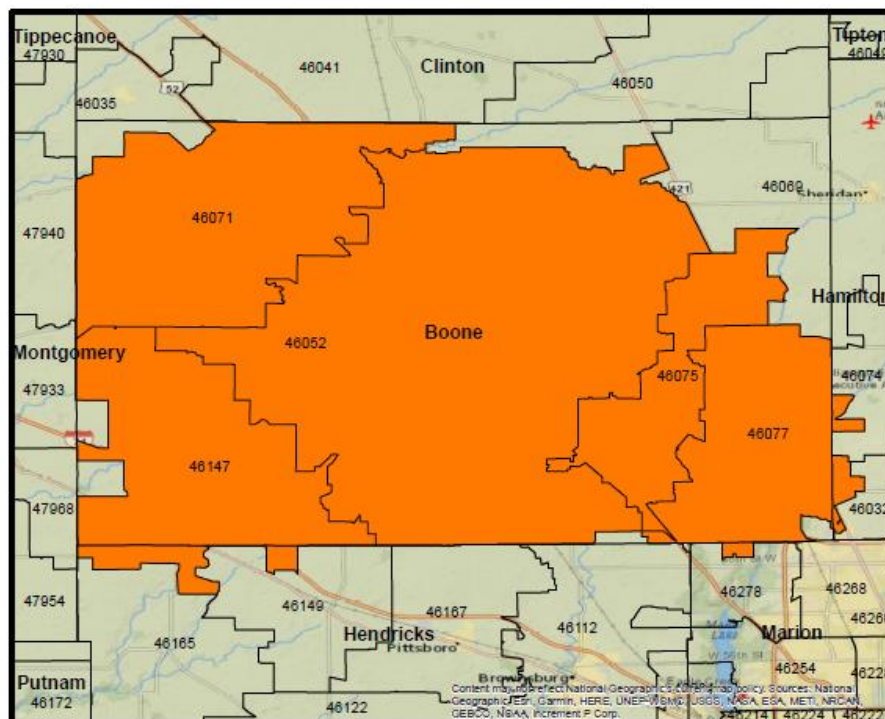 Tippecanoe
Tipton
47930
46041
Clinton
46050
46049
52
46035
421
46069
Sheridan
46071
47940
Hamilton
Boone
46052
Montgomery
46074
46075
47933
46077
46147
47968
46032
47954
46278
46268
46149
46167
46112
46165
Hendricks
Pittsboro
Marion
W 56th St
46254
Putnam
Brownsburg
46172
46122
Content may not reflect National Geographic's current map policy. Sources: National
Geographic, Esri, Garmin, HERE, UNEP-WCMC, USGS, NASA, ESA, METI, NRCAN,
GEBCO, NOAA, Increment P Corp.